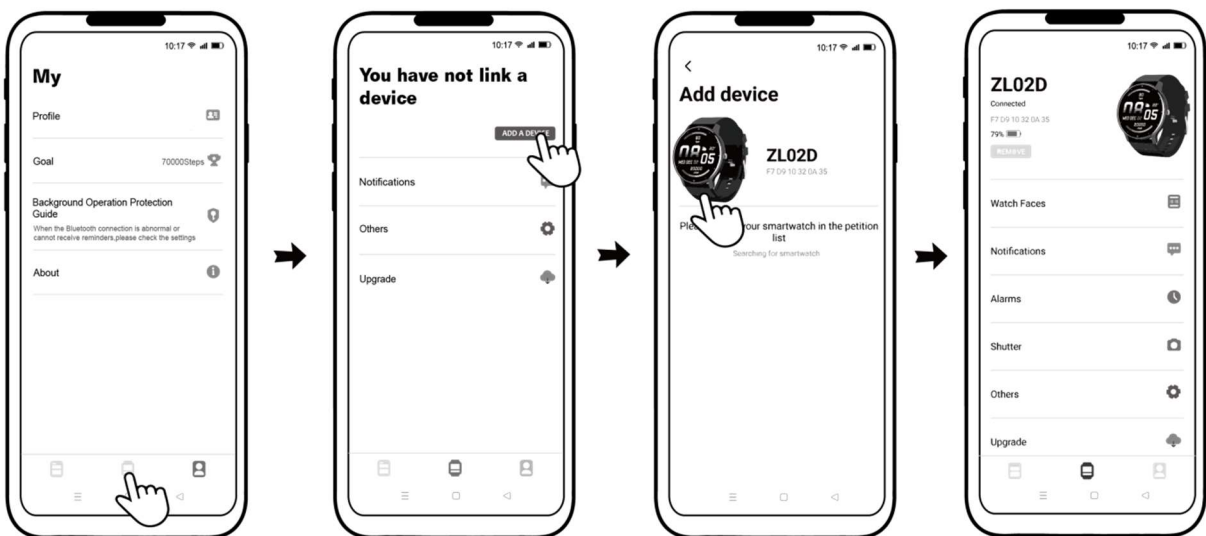 10:17
My
Profile
Goal 70000Steps
Background Operation Protection
Guide
When the Bluetooth connection is abnormal or
cannot receive reminders,please check the settings
About
10:17
You have not link a
device
ADD A DEVICE
Notifications
Others
Upgrade
10:17
Add device
ZL02D
F7 D9 10 32 0A 35
your smartwatch in the petition
list
Searching for smartwatch
10:17
ZL02D
Connected
F7 D9 10 32 0A 35
79%
REMOVE
Watch Faces
Notifications
Alarms
Shutter
Others
Upgrade